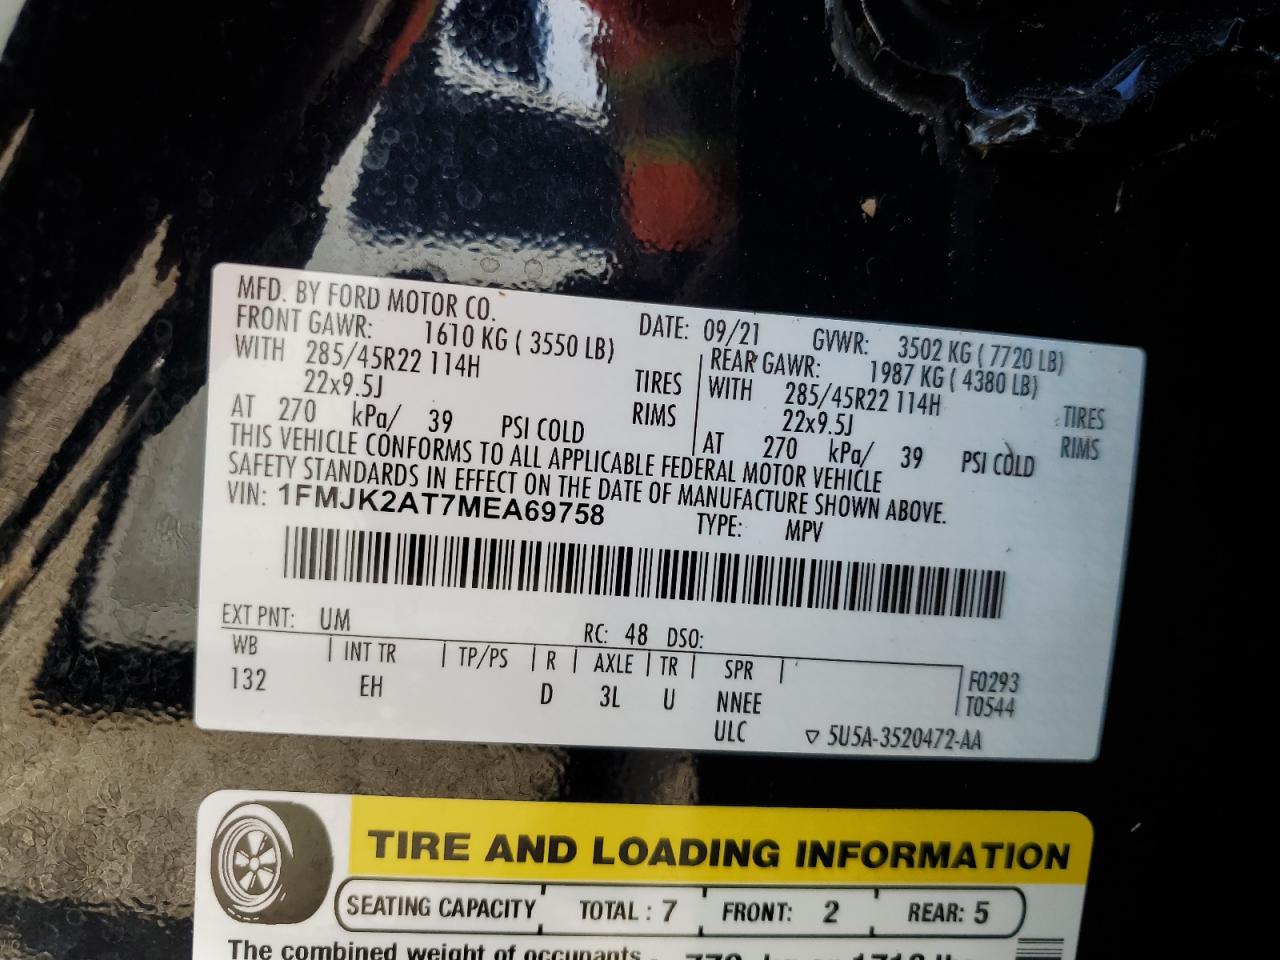 MFD. BY FORD MOTOR CO. DATE: 09/21 GVWR: 3502 KG ( 7720 LB)
FRONT GAWR: 1610 KG ( 3550 LB) REAR GAWR: 1987 KG ( 4380 LB)
WITH 285/45R22 114H TIRES WITH 285/45R22 114H TIRES
22x9.5J RIMS 22x9.5J RIMS
AT 270 kPa/ 39 PSI COLD AT 270 kPa/ 39 PSI COLD
THIS VEHICLE CONFORMS TO ALL APPLICABLE FEDERAL MOTOR VEHICLE
SAFETY STANDARDS IN EFFECT ON THE DATE OF MANUFACTURE SHOWN ABOVE.
VIN: 1FMJK2AT7MEA69758 TYPE: MPV
EXT PNT: UM RC: 48 DSO:
WB INT TR TP/PS R AXLE TR SPR
132 EH D 3L U NNEE F0293
T0544
ULC ▽ 5U5A-3520472-AA
TIRE AND LOADING INFORMATION
SEATING CAPACITY TOTAL : 7 FRONT: 2 REAR: 5
The combined weight of occupants